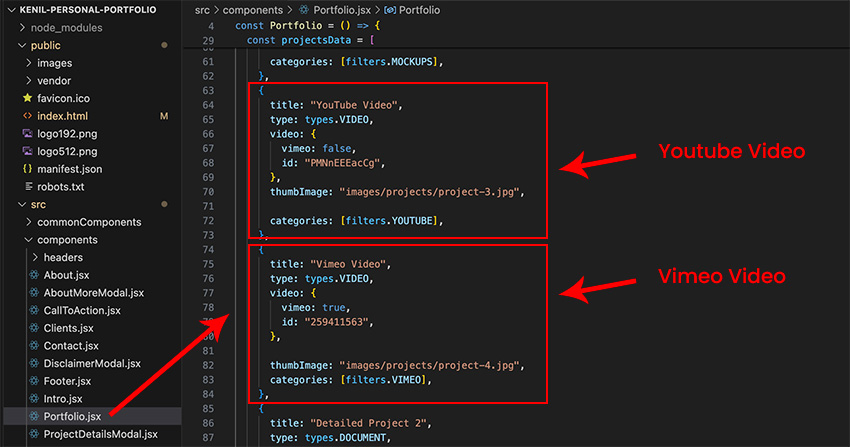 KENIL-PERSONAL-PORTFOLIO
node_modules
public
images
vendor
favicon.ico
index.html M
logo192.png
logo512.png
manifest.json
robots.txt
src
commonComponents
components
headers
About.jsx
AboutMoreModal.jsx
CallToAction.jsx
Clients.jsx
Contact.jsx
DisclaimerModal.jsx
Footer.jsx
Intro.jsx
Portfolio.jsx
ProjectDetailsModal.jsx
src > components > Portfolio.jsx > Portfolio
4 const Portfolio = () => {
29 const projectsData = [
61 categories: [filters.MOCKUPS],
62 },
63 {
64 title: "YouTube Video",
65 type: types.VIDEO,
66 video: {
67 vimeo: false,
68 id: "PMNnEEEacCg",
69 },
70 thumbImage: "images/projects/project-3.jpg",
71
72 categories: [filters.YOUTUBE],
73 },
74 {
75 title: "Vimeo Video",
76 type: types.VIDEO,
77 video: {
78 vimeo: true,
id: "259411563",
80 },
81
82 thumbImage: "images/projects/project-4.jpg",
83 categories: [filters.VIMEO],
84 },
85 {
86 title: "Detailed Project 2",
87 type: types.DOCUMENT,
Youtube Video
Vimeo Video